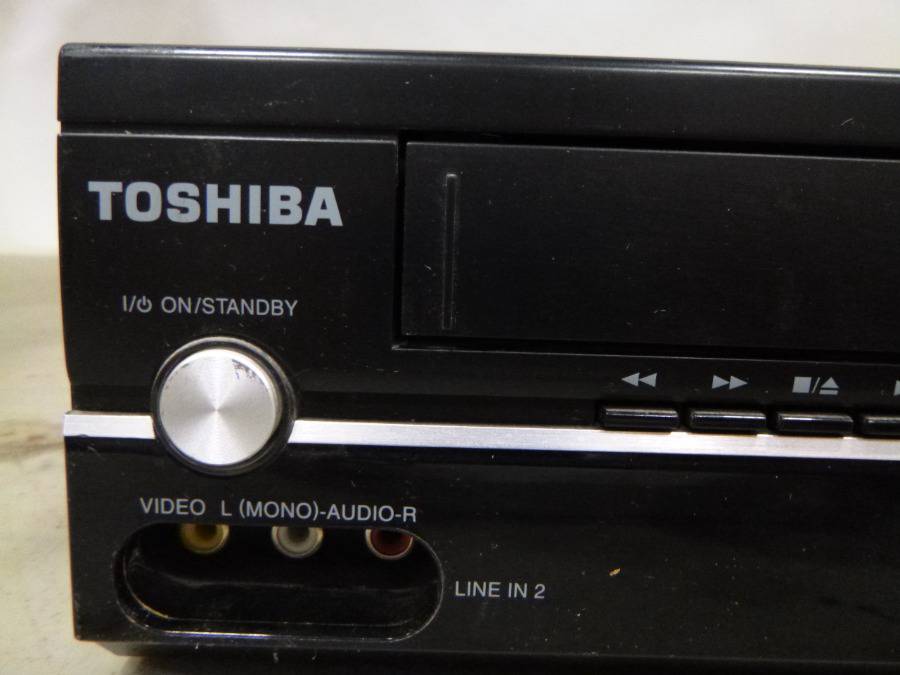 TOSHIBA
I/⏻ ON/STANDBY
◀◀ ▶▶ ■/⏏
VIDEO L (MONO)-AUDIO-R
LINE IN 2